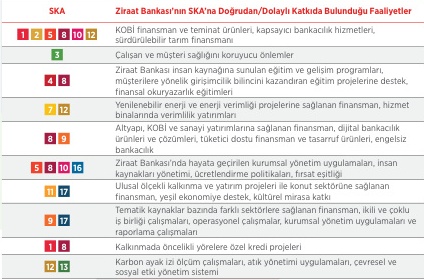 SKA
Ziraat Bankası'nın SKA'na Doğrudan/Dolaylı Katkıda Bulunduğu Faaliyetler
1 2 5 8 10 12
KOBİ finansman ve teminat ürünleri, kapsayıcı bankacılık hizmetleri,
sürdürülebilir tarım finansmanı
3
Çalışan ve müşteri sağlığını koruyucu önlemler
4 8
Ziraat Bankası insan kaynağına sunulan eğitim ve gelişim programları,
müşterilere yönelik girişimcilik bilincini kazandıran eğitim projelerine destek,
finansal okuryazarlık eğitimleri
7 12
Yenilenebilir enerji ve enerji verimliliği projelerine sağlanan finansman, hizmet
binalarında verimlilik yatırımları
8 9
Altyapı, KOBİ ve sanayi yatırımlarına sağlanan finansman, dijital bankacılık
ürünleri ve çözümleri, tüketici dostu finansman ve tasarruf ürünleri, engelsiz
bankacılık
5 8 10 16
Ziraat Bankası'nda hayata geçirilen kurumsal yönetim uygulamaları, insan
kaynakları yönetimi, ücretlendirme politikaları, fırsat eşitliği
11 17
Ulusal ölçekli kalkınma ve yatırım projeleri ile konut sektörüne sağlanan
finansman, yeşil ekonomiye destek, kültürel mirasa katkı
9 17
Tematik kaynaklar bazında farklı sektörlere sağlanan finansman, ikili ve çoklu
iş birliği çalışmaları, operasyonel çalışmalar, kurumsal yönetim uygulamaları ve
raporlama çalışmaları
1 8
Kalkınmada öncelikli yörelere özel kredi projeleri
12 13
Karbon ayak izi ölçüm çalışmaları, atık yönetimi uygulamaları, çevresel ve
sosyal etki yönetim sistemi